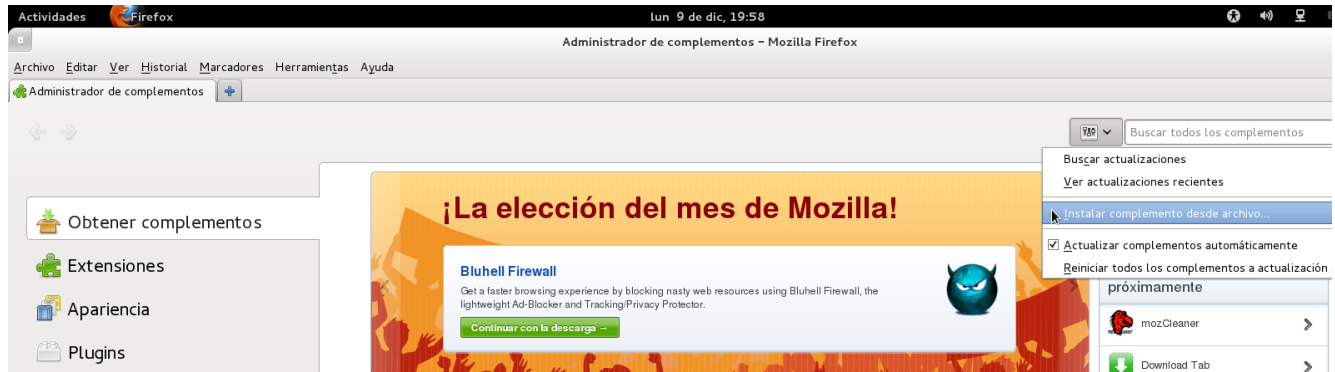 Actividades Firefox lun 9 de dic, 19:58
Administrador de complementos - Mozilla Firefox
Archivo Editar Ver Historial Marcadores Herramientas Ayuda
Administrador de complementos
Buscar todos los complementos
Buscar actualizaciones
Ver actualizaciones recientes
Instalar complemento desde archivo...
Actualizar complementos automáticamente
Reiniciar todos los complementos a actualización
Obtener complementos
Extensiones
Apariencia
Plugins
¡La elección del mes de Mozilla!
Bluhell Firewall
Get a faster browsing experience by blocking nasty web resources using Bluhell Firewall, the
lightweight Ad-Blocker and Tracking/Privacy Protector.
Continuar con la descarga →
próximamente
mozCleaner
Download Tab